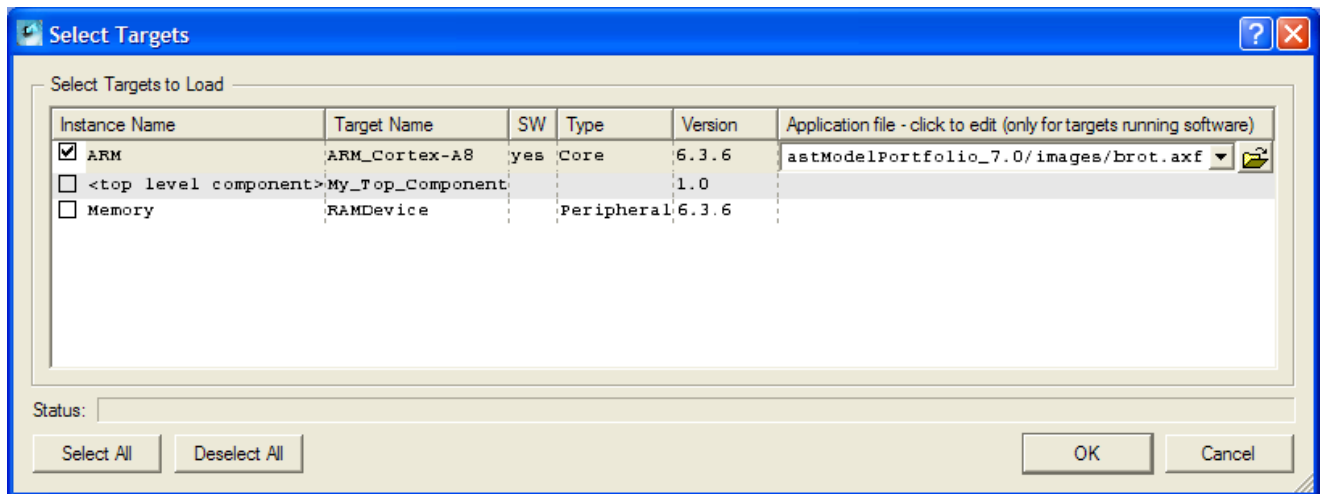 Select Targets
Select Targets to Load
Instance Name Target Name SW Type Version Application file - click to edit (only for targets running software)
ARM ARM_Cortex-A8 yes Core 6.3.6 astModelPortfolio_7.0/images/brot.axf
<top level component> My_Top_Component 1.0
Memory RAMDevice Peripheral 6.3.6
Status:
Select All Deselect All OK Cancel